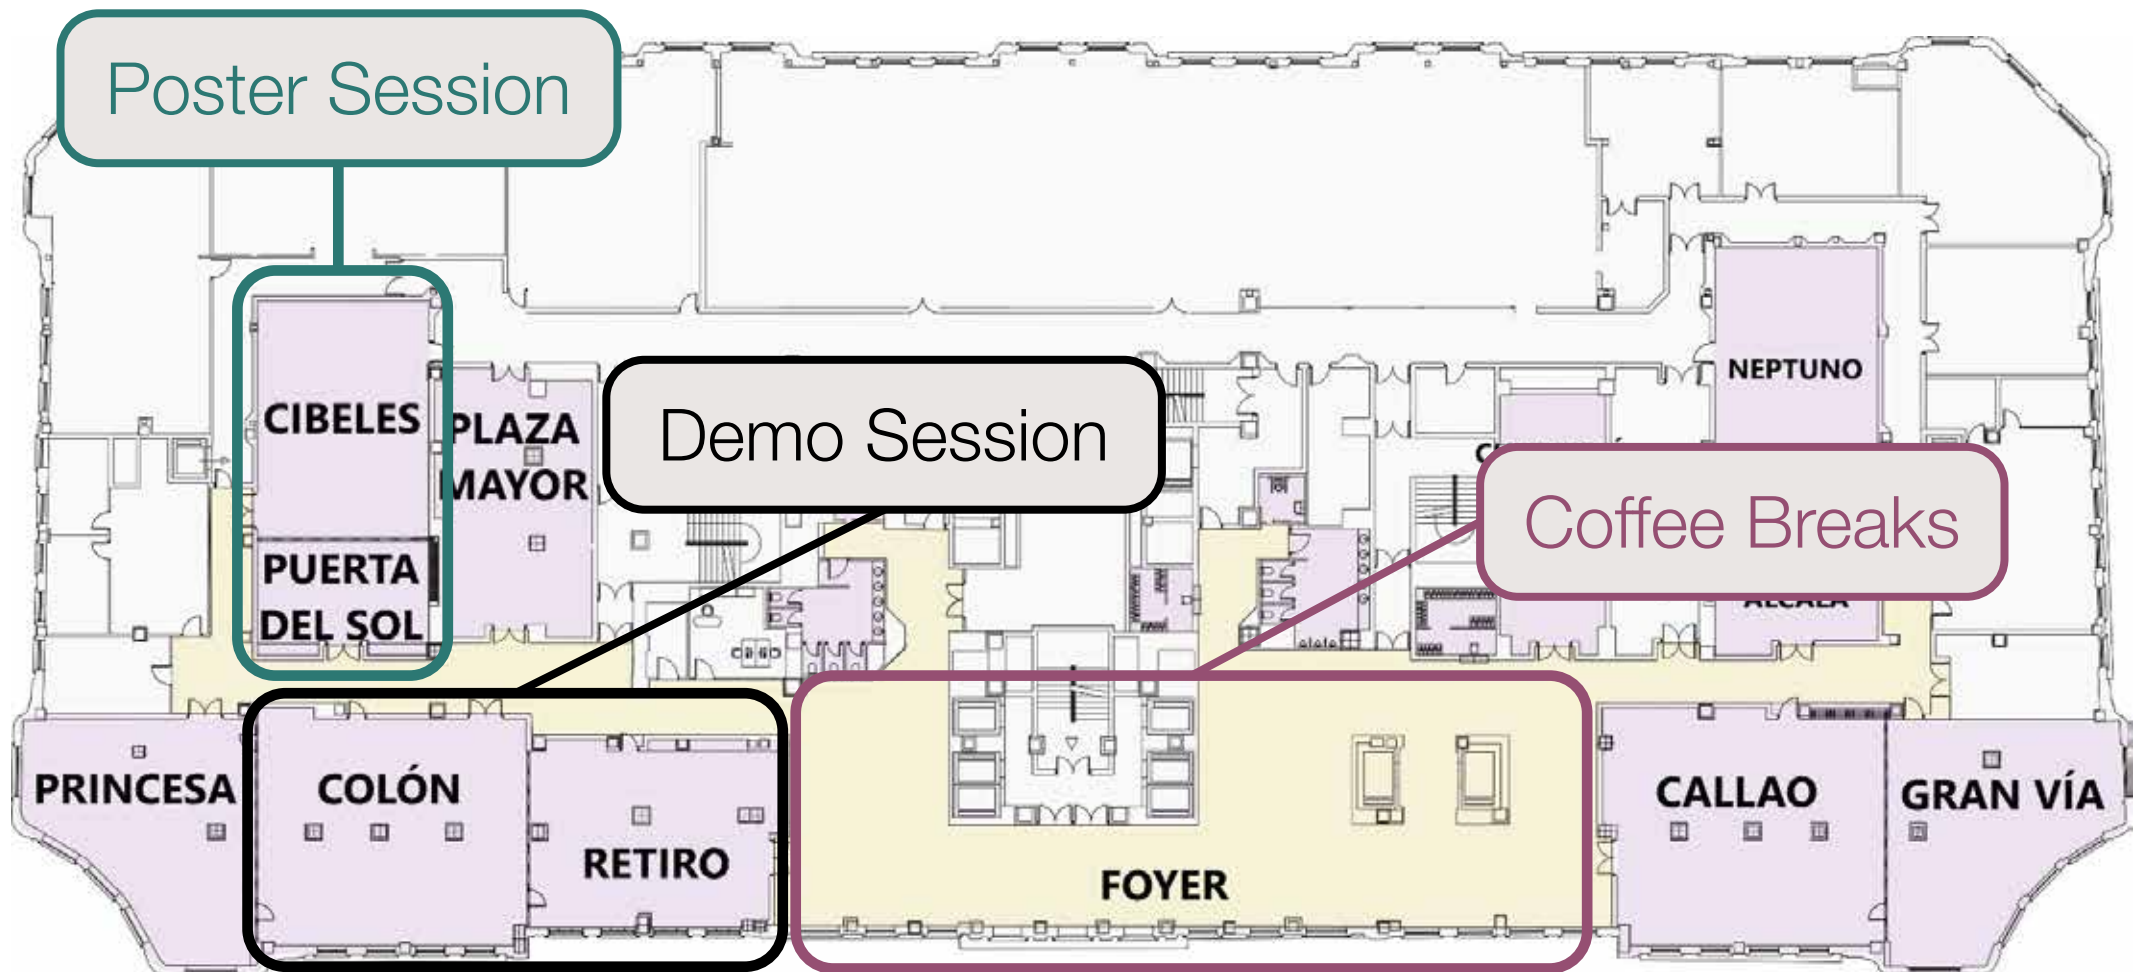 Poster Session
NEPTUNO
CIBELES
PLAZA
MAYOR
Demo Session
Coffee Breaks
PUERTA
DEL SOL
PRINCESA
COLÓN
RETIRO
FOYER
CALLAO
GRAN VÍA